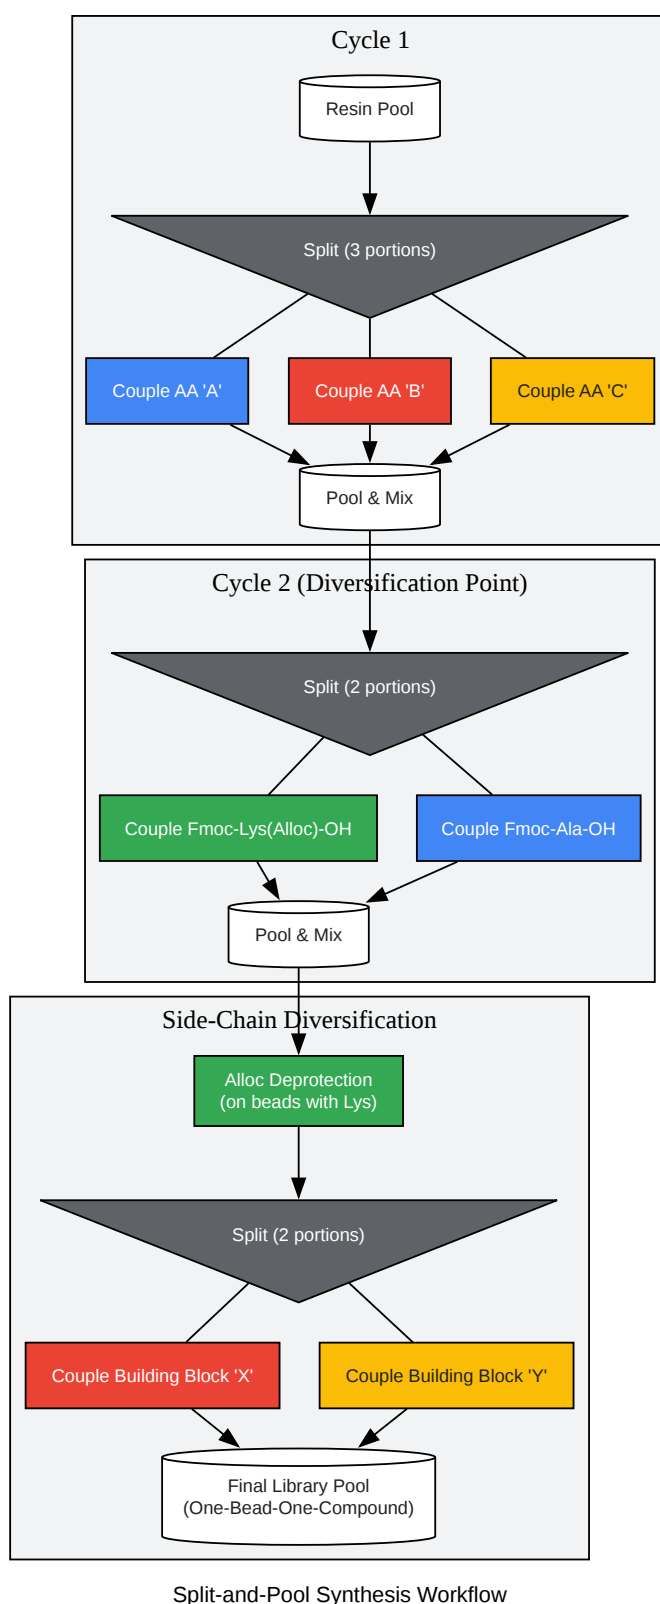 Cycle 1
Resin Pool
Split (3 portions)
Couple AA 'A'
Couple AA 'B'
Couple AA 'C'
Pool & Mix
Cycle 2 (Diversification Point)
Split (2 portions)
Couple Fmoc-Lys(Alloc)-OH
Couple Fmoc-Ala-OH
Pool & Mix
Side-Chain Diversification
Alloc Deprotection
(on beads with Lys)
Split (2 portions)
Couple Building Block 'X'
Couple Building Block 'Y'
Final Library Pool
(One-Bead-One-Compound)
Split-and-Pool Synthesis Workflow